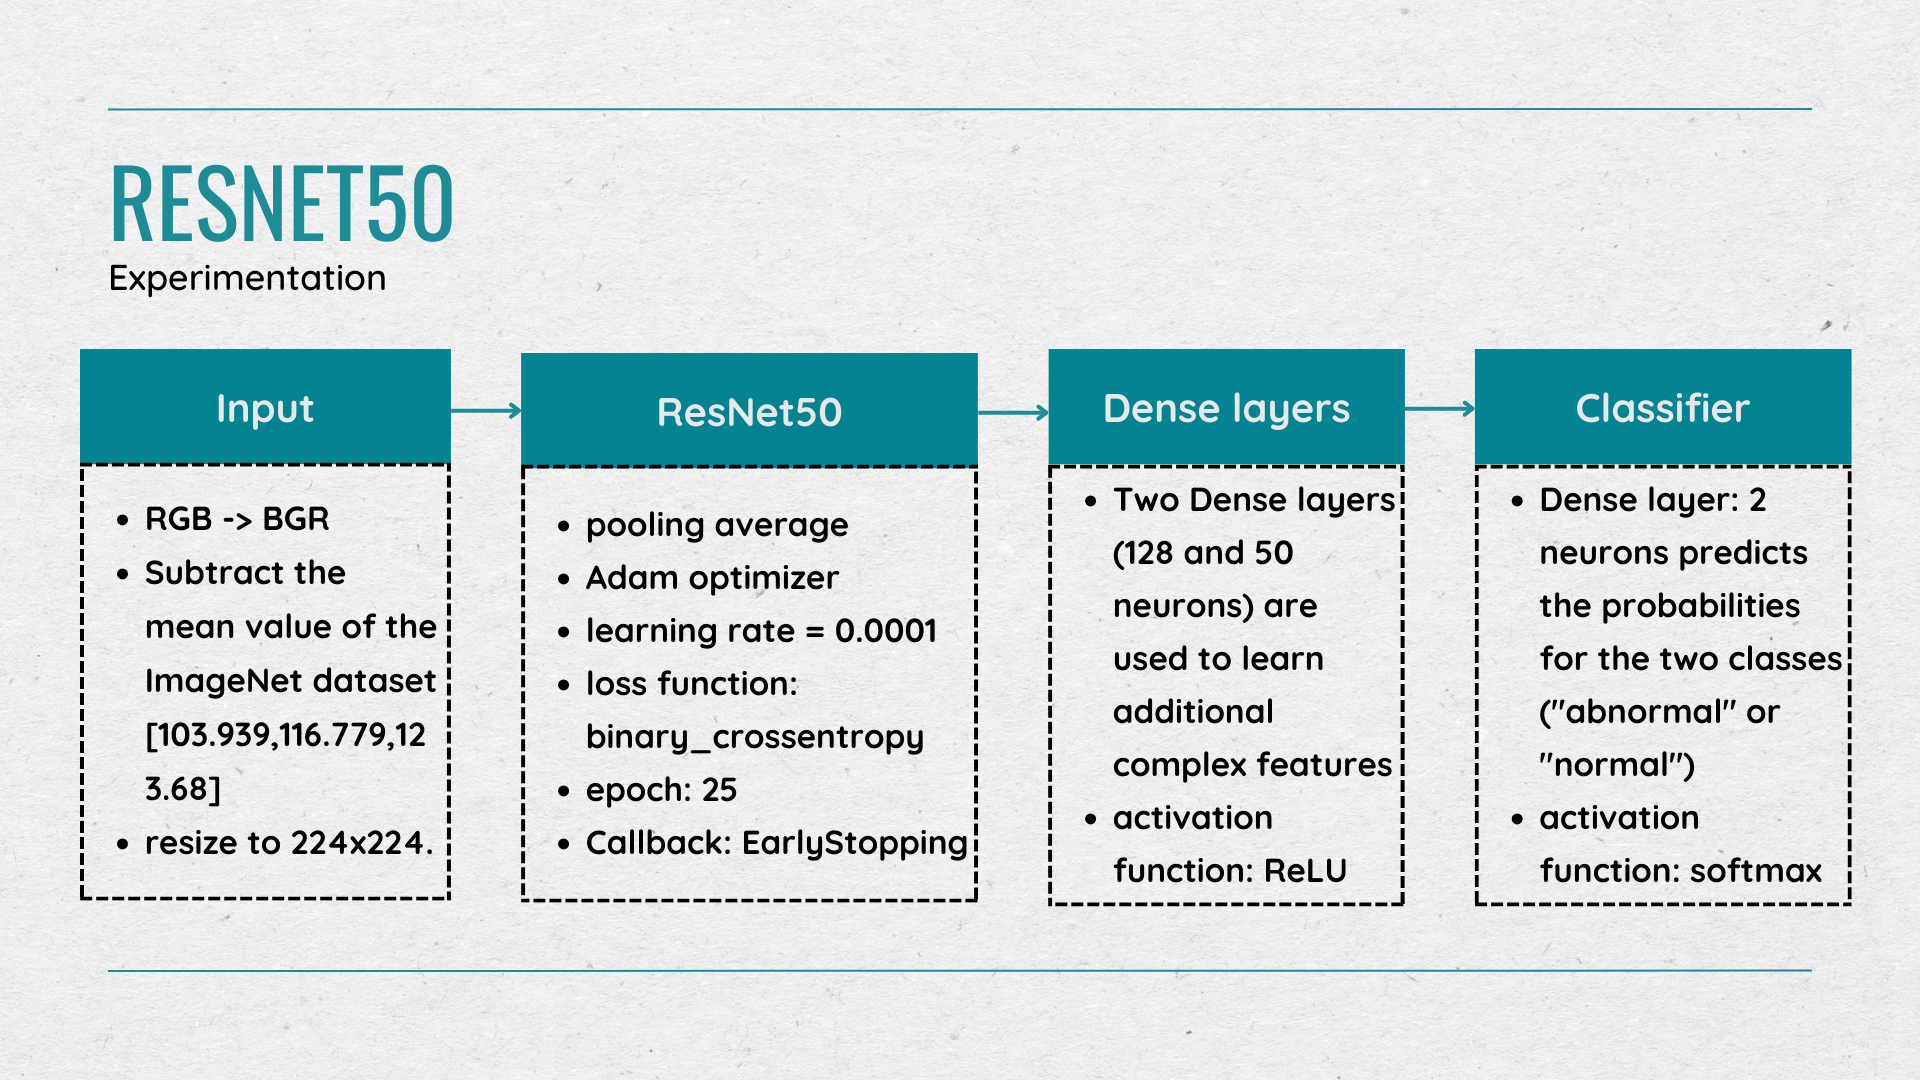 RESNET50
Experimentation
Input
• RGB -> BGR
• Subtract the
mean value of the
ImageNet dataset
[103.939,116.779,12
3.68]
• resize to 224x224.
ResNet50
• pooling average
• Adam optimizer
• learning rate = 0.0001
• loss function:
binary_crossentropy
• epoch: 25
• Callback: EarlyStopping
Dense layers
• Two Dense layers
(128 and 50
neurons) are
used to learn
additional
complex features
• activation
function: ReLU
Classifier
• Dense layer: 2
neurons predicts
the probabilities
for the two classes
("abnormal" or
"normal")
• activation
function: softmax